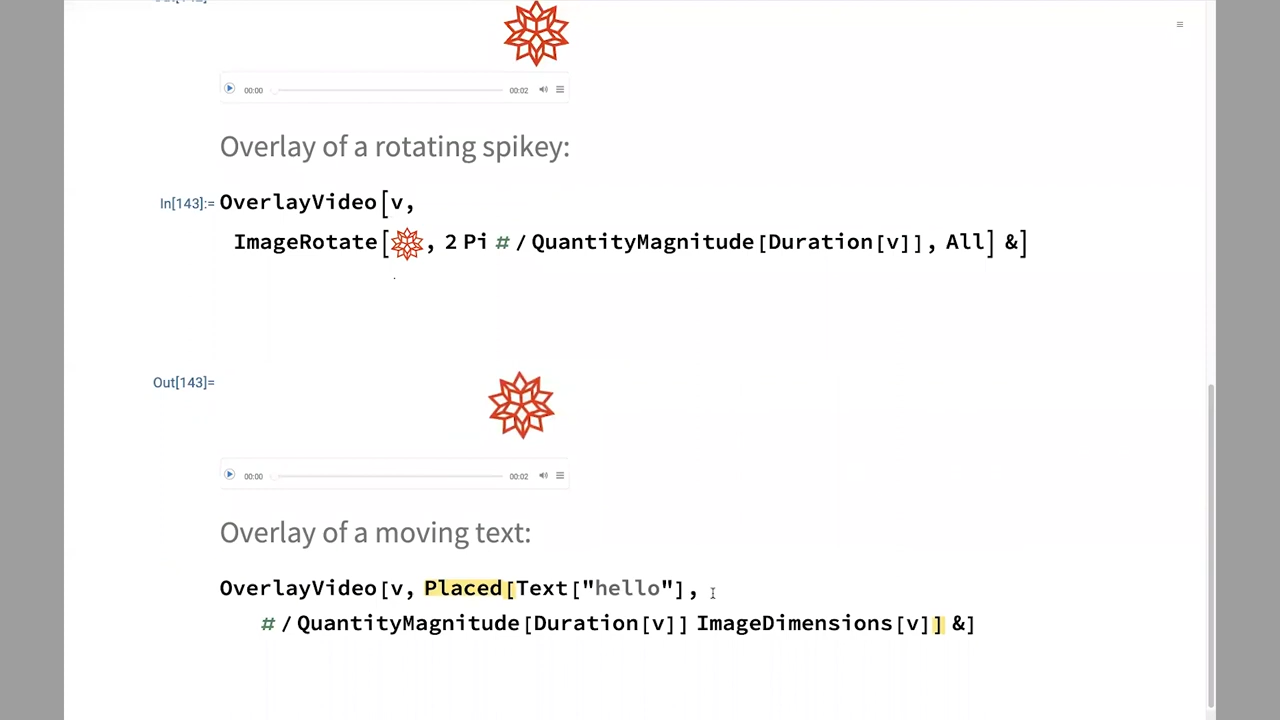 00:00 00:02
Overlay of a rotating spikey:
In[143]:= OverlayVideo[v,
ImageRotate[ , 2 Pi # / QuantityMagnitude[Duration[v]], All] &]
Out[143]=
00:00 00:02
Overlay of a moving text:
OverlayVideo[v, Placed[Text["hello"],
# / QuantityMagnitude[Duration[v]] ImageDimensions[v]] &]